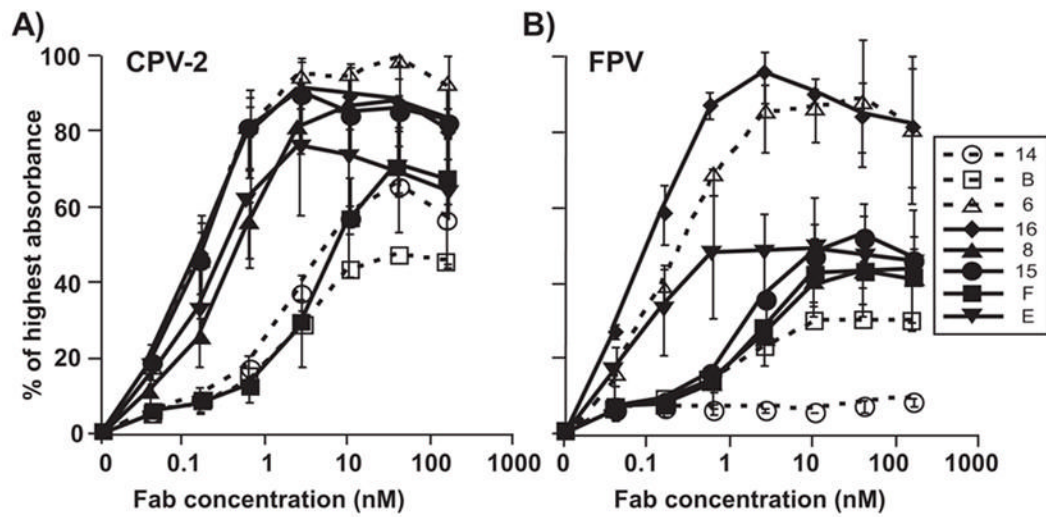 A)
CPV-2
% of highest absorbance
100
80
60
40
20
0
0 0.1 1 10 100 1000
Fab concentration (nM)
B)
FPV
0 0.1 1 10 100 1000
Fab concentration (nM)
14
B
6
16
8
15
F
E